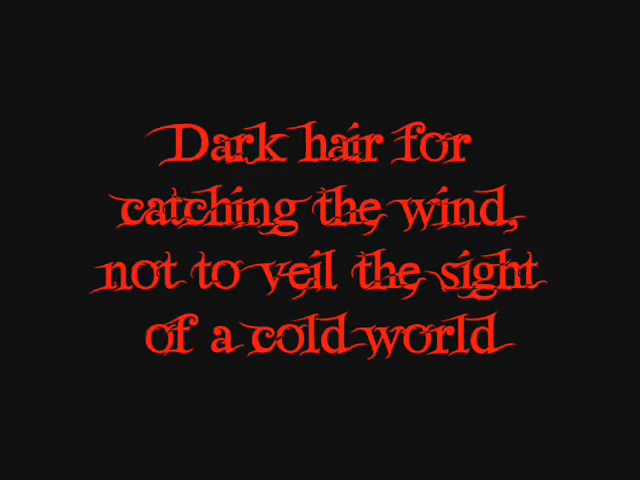 Dark hair for
catching the wind,
not to veil the sight
of a cold world